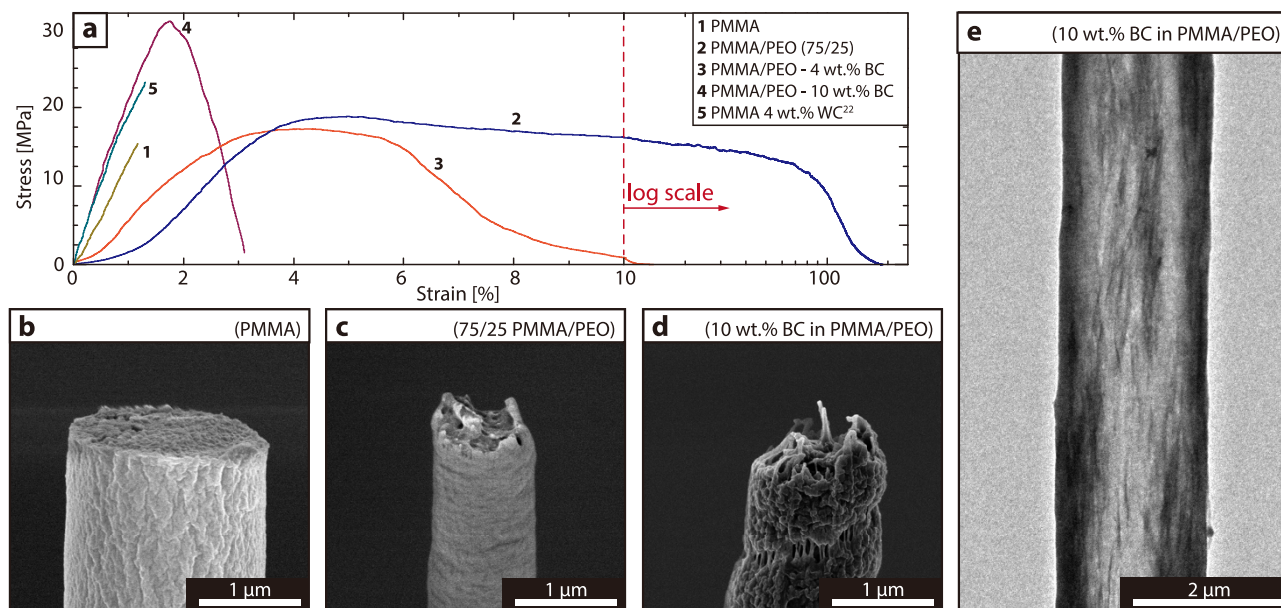 a
30
20
10
0
Stress [MPa]
0 2 4 6 8 10 100
Strain [%]
1
2
3
4
5
log scale
1 PMMA
2 PMMA/PEO (75/25)
3 PMMA/PEO - 4 wt.% BC
4 PMMA/PEO - 10 wt.% BC
5 PMMA 4 wt.% WC²²
b (PMMA)
1 µm
c (75/25 PMMA/PEO)
1 µm
d (10 wt.% BC in PMMA/PEO)
1 µm
e (10 wt.% BC in PMMA/PEO)
2 µm